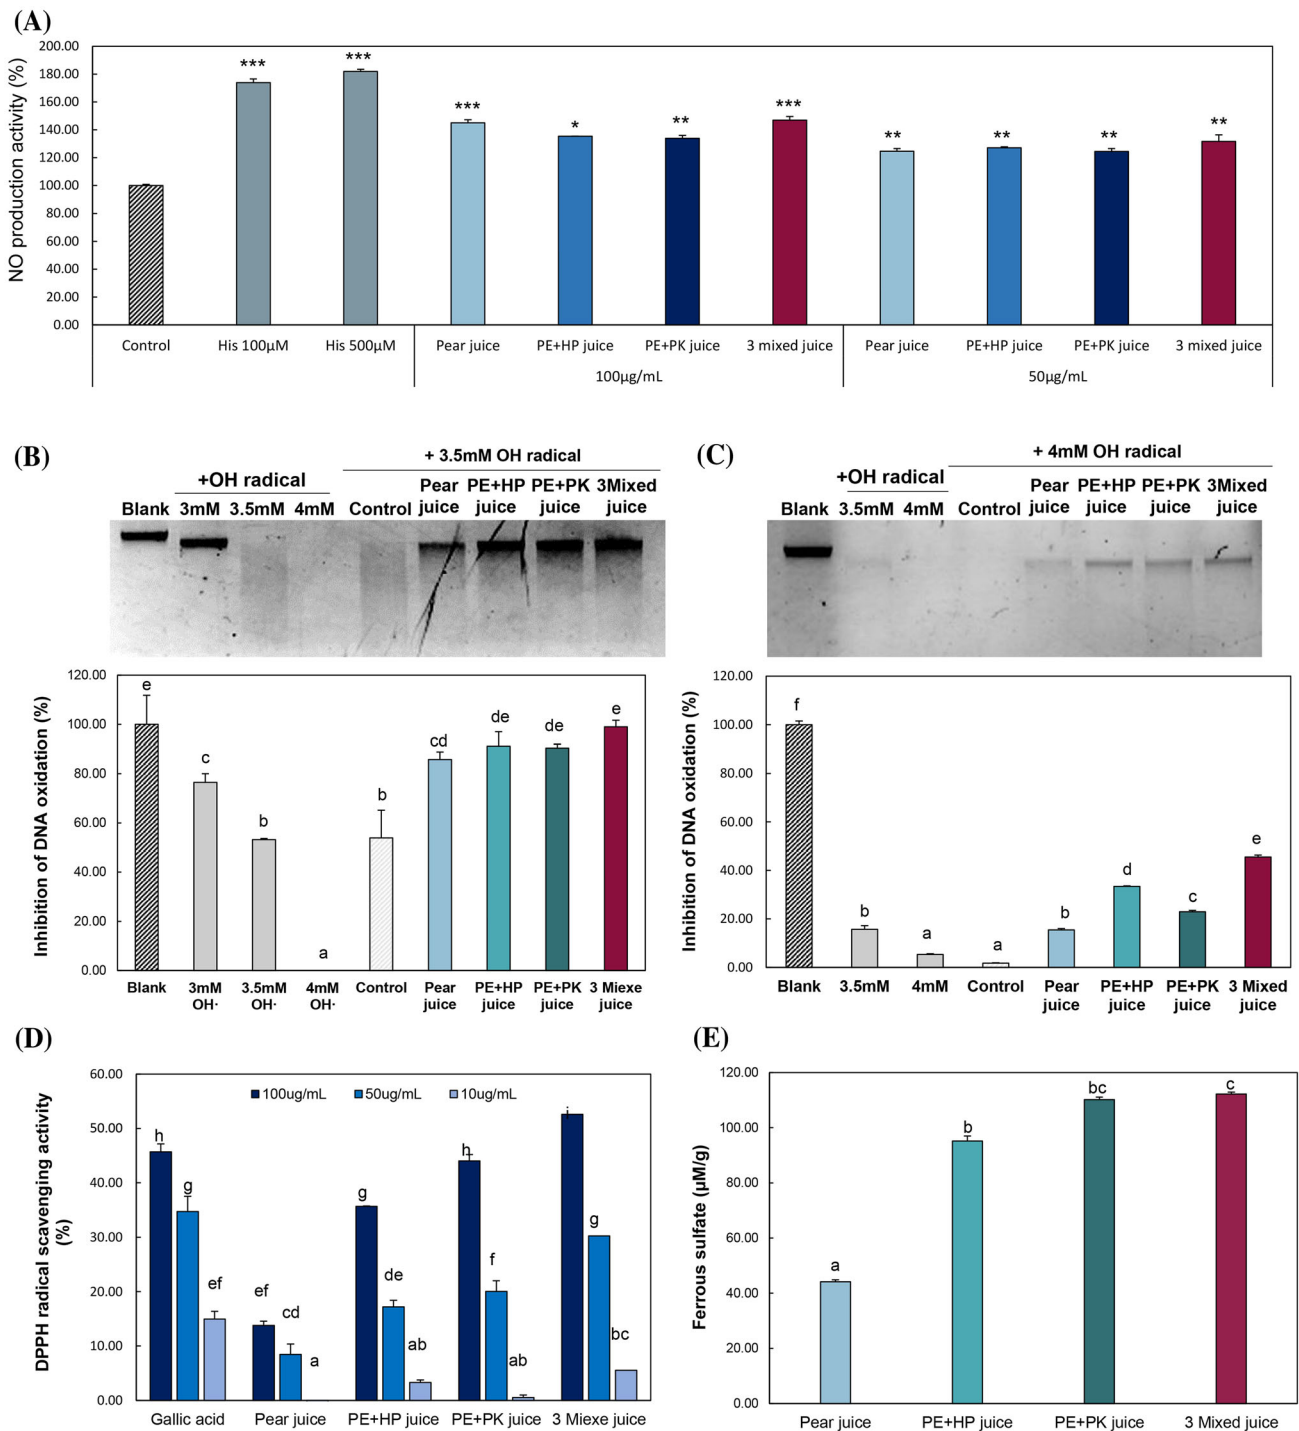 (A)
NO production activity (%)
200.00
180.00
160.00
140.00
120.00
100.00
80.00
60.00
40.00
20.00
0.00
*** *** *** * ** *** ** ** ** **
Control His 100μM His 500μM Pear juice PE+HP juice PE+PK juice 3 mixed juice Pear juice PE+HP juice PE+PK juice 3 mixed juice
100μg/mL 50μg/mL
(B)
+ 3.5mM OH radical
+OH radical
Pear PE+HP PE+PK 3Mixed
Blank 3mM 3.5mM 4mM Control juice juice juice juice
Inhibition of DNA oxidation (%)
120.00
100.00
80.00
60.00
40.00
20.00
0.00
e c b a b cd de de e
Blank 3mM 3.5mM 4mM Control Pear PE+HP PE+PK 3 Miexe
OH· OH· OH· juice juice juice juice
(C)
+ 4mM OH radical
+OH radical
Pear PE+HP PE+PK 3Mixed
Blank 3.5mM 4mM Control juice juice juice juice
Inhibition of DNA oxidation (%)
120.00
100.00
80.00
60.00
40.00
20.00
0.00
f b a a b d c e
Blank 3.5mM 4mM Control Pear PE+HP PE+PK 3 Mixed
juice juice juice juice
(D)
DPPH radical scavenging activity
(%)
60.00
50.00
40.00
30.00
20.00
10.00
0.00
100ug/mL 50ug/mL 10ug/mL
h g ef ef cd a g de ab h f ab i g bc
Gallic acid Pear juice PE+HP juice PE+PK juice 3 Miexe juice
(E)
Ferrous sulfate (μM/g)
120.00
100.00
80.00
60.00
40.00
20.00
0.00
a b bc c
Pear juice PE+HP juice PE+PK juice 3 Mixed juice